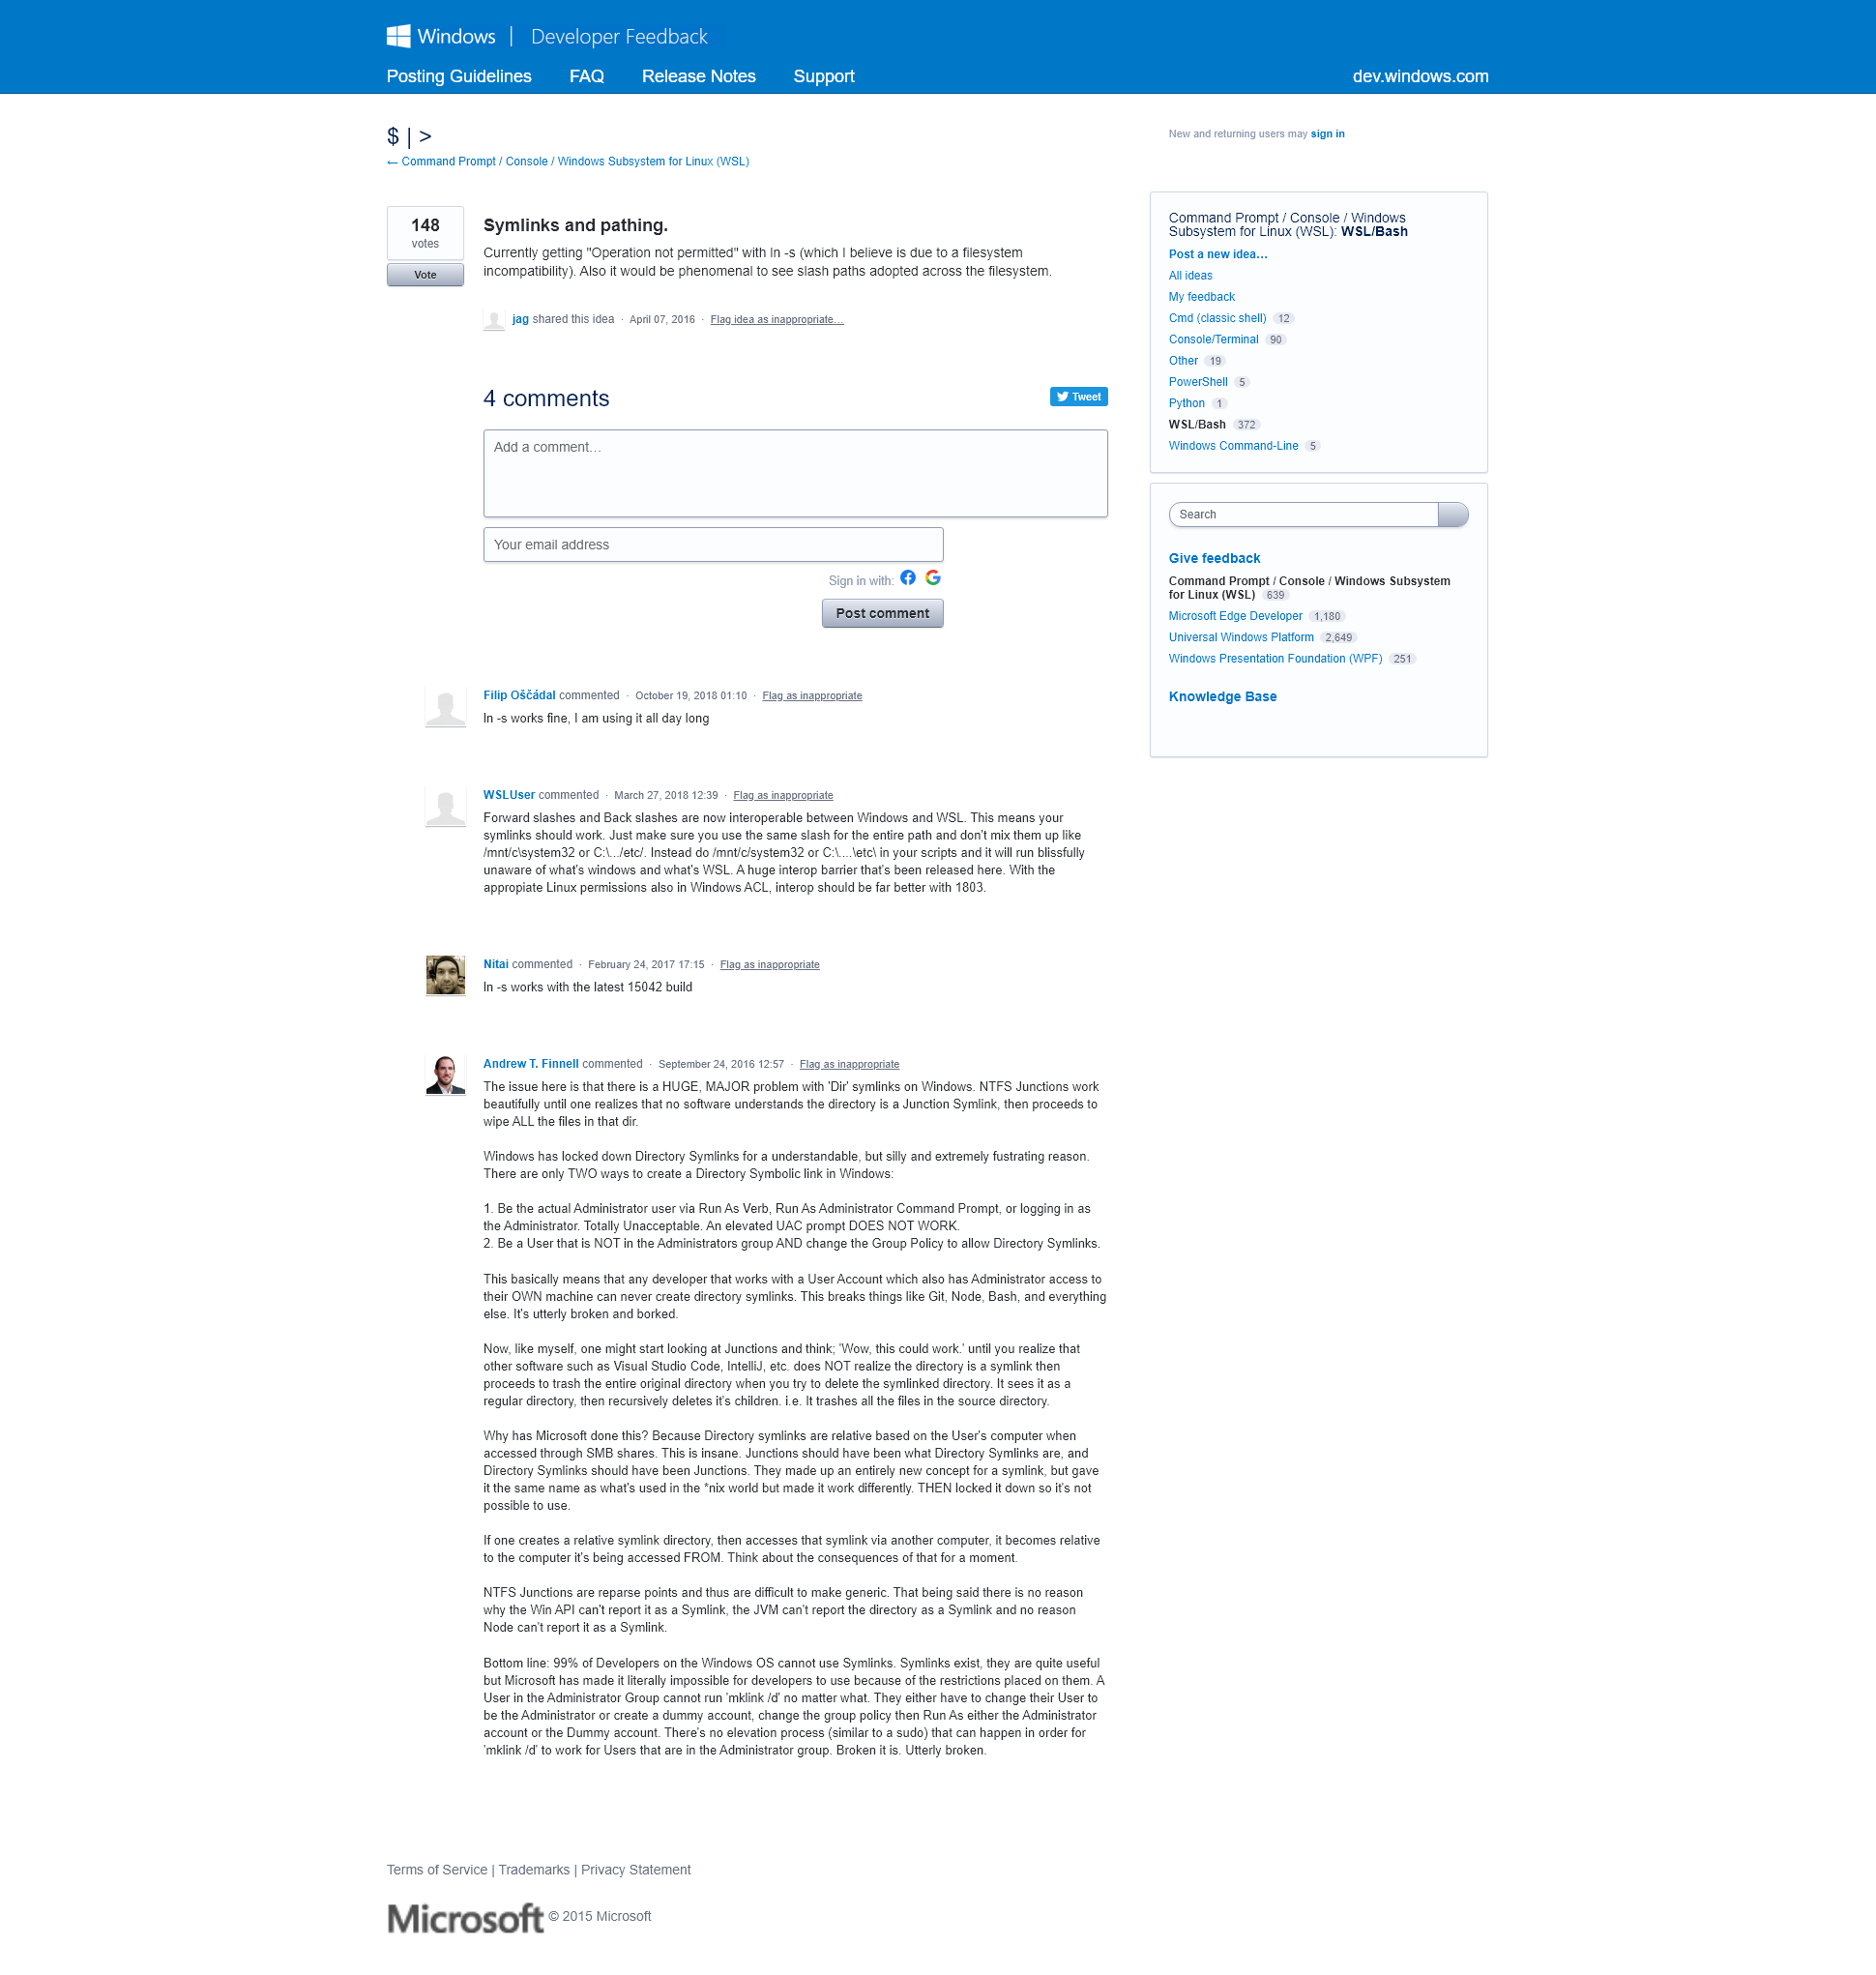 Windows | Developer Feedback
Posting Guidelines FAQ Release Notes Support dev.windows.com
$ | >
← Command Prompt / Console / Windows Subsystem for Linux (WSL)
New and returning users may sign in
148
votes
Vote
Symlinks and pathing.
Currently getting "Operation not permitted" with ln -s (which I believe is due to a filesystem
incompatibility). Also it would be phenomenal to see slash paths adopted across the filesystem.
jag shared this idea · April 07, 2016 · Flag idea as inappropriate…
4 comments
Tweet
Add a comment…
Your email address
Sign in with:
Post comment
Filip Oščádal commented · October 19, 2018 01:10 · Flag as inappropriate
ln -s works fine, I am using it all day long
WSLUser commented · March 27, 2018 12:39 · Flag as inappropriate
Forward slashes and Back slashes are now interoperable between Windows and WSL. This means your
symlinks should work. Just make sure you use the same slash for the entire path and don't mix them up like
/mnt/c\system32 or C:\.../etc/. Instead do /mnt/c/system32 or C:\....\etc\ in your scripts and it will run blissfully
unaware of what's windows and what's WSL. A huge interop barrier that's been released here. With the
appropiate Linux permissions also in Windows ACL, interop should be far better with 1803.
Nitai commented · February 24, 2017 17:15 · Flag as inappropriate
ln -s works with the latest 15042 build
Andrew T. Finnell commented · September 24, 2016 12:57 · Flag as inappropriate
The issue here is that there is a HUGE, MAJOR problem with 'Dir' symlinks on Windows. NTFS Junctions work
beautifully until one realizes that no software understands the directory is a Junction Symlink, then proceeds to
wipe ALL the files in that dir.
Windows has locked down Directory Symlinks for a understandable, but silly and extremely fustrating reason.
There are only TWO ways to create a Directory Symbolic link in Windows:
1. Be the actual Administrator user via Run As Verb, Run As Administrator Command Prompt, or logging in as
the Administrator. Totally Unacceptable. An elevated UAC prompt DOES NOT WORK.
2. Be a User that is NOT in the Administrators group AND change the Group Policy to allow Directory Symlinks.
This basically means that any developer that works with a User Account which also has Administrator access to
their OWN machine can never create directory symlinks. This breaks things like Git, Node, Bash, and everything
else. It's utterly broken and borked.
Now, like myself, one might start looking at Junctions and think; 'Wow, this could work.' until you realize that
other software such as Visual Studio Code, IntelliJ, etc. does NOT realize the directory is a symlink then
proceeds to trash the entire original directory when you try to delete the symlinked directory. It sees it as a
regular directory, then recursively deletes it's children. i.e. It trashes all the files in the source directory.
Why has Microsoft done this? Because Directory symlinks are relative based on the User's computer when
accessed through SMB shares. This is insane. Junctions should have been what Directory Symlinks are, and
Directory Symlinks should have been Junctions. They made up an entirely new concept for a symlink, but gave
it the same name as what's used in the *nix world but made it work differently. THEN locked it down so it's not
possible to use.
If one creates a relative symlink directory, then accesses that symlink via another computer, it becomes relative
to the computer it's being accessed FROM. Think about the consequences of that for a moment.
NTFS Junctions are reparse points and thus are difficult to make generic. That being said there is no reason
why the Win API can't report it as a Symlink, the JVM can't report the directory as a Symlink and no reason
Node can't report it as a Symlink.
Bottom line: 99% of Developers on the Windows OS cannot use Symlinks. Symlinks exist, they are quite useful
but Microsoft has made it literally impossible for developers to use because of the restrictions placed on them. A
User in the Administrator Group cannot run 'mklink /d' no matter what. They either have to change their User to
be the Administrator or create a dummy account, change the group policy then Run As either the Administrator
account or the Dummy account. There's no elevation process (similar to a sudo) that can happen in order for
'mklink /d' to work for Users that are in the Administrator group. Broken it is. Utterly broken.
Command Prompt / Console / Windows
Subsystem for Linux (WSL): WSL/Bash
Post a new idea…
All ideas
My feedback
Cmd (classic shell) 12
Console/Terminal 90
Other 19
PowerShell 5
Python 1
WSL/Bash 372
Windows Command-Line 5
Search
Give feedback
Command Prompt / Console / Windows Subsystem
for Linux (WSL) 639
Microsoft Edge Developer 1,180
Universal Windows Platform 2,649
Windows Presentation Foundation (WPF) 251
Knowledge Base
Terms of Service | Trademarks | Privacy Statement
Microsoft © 2015 Microsoft